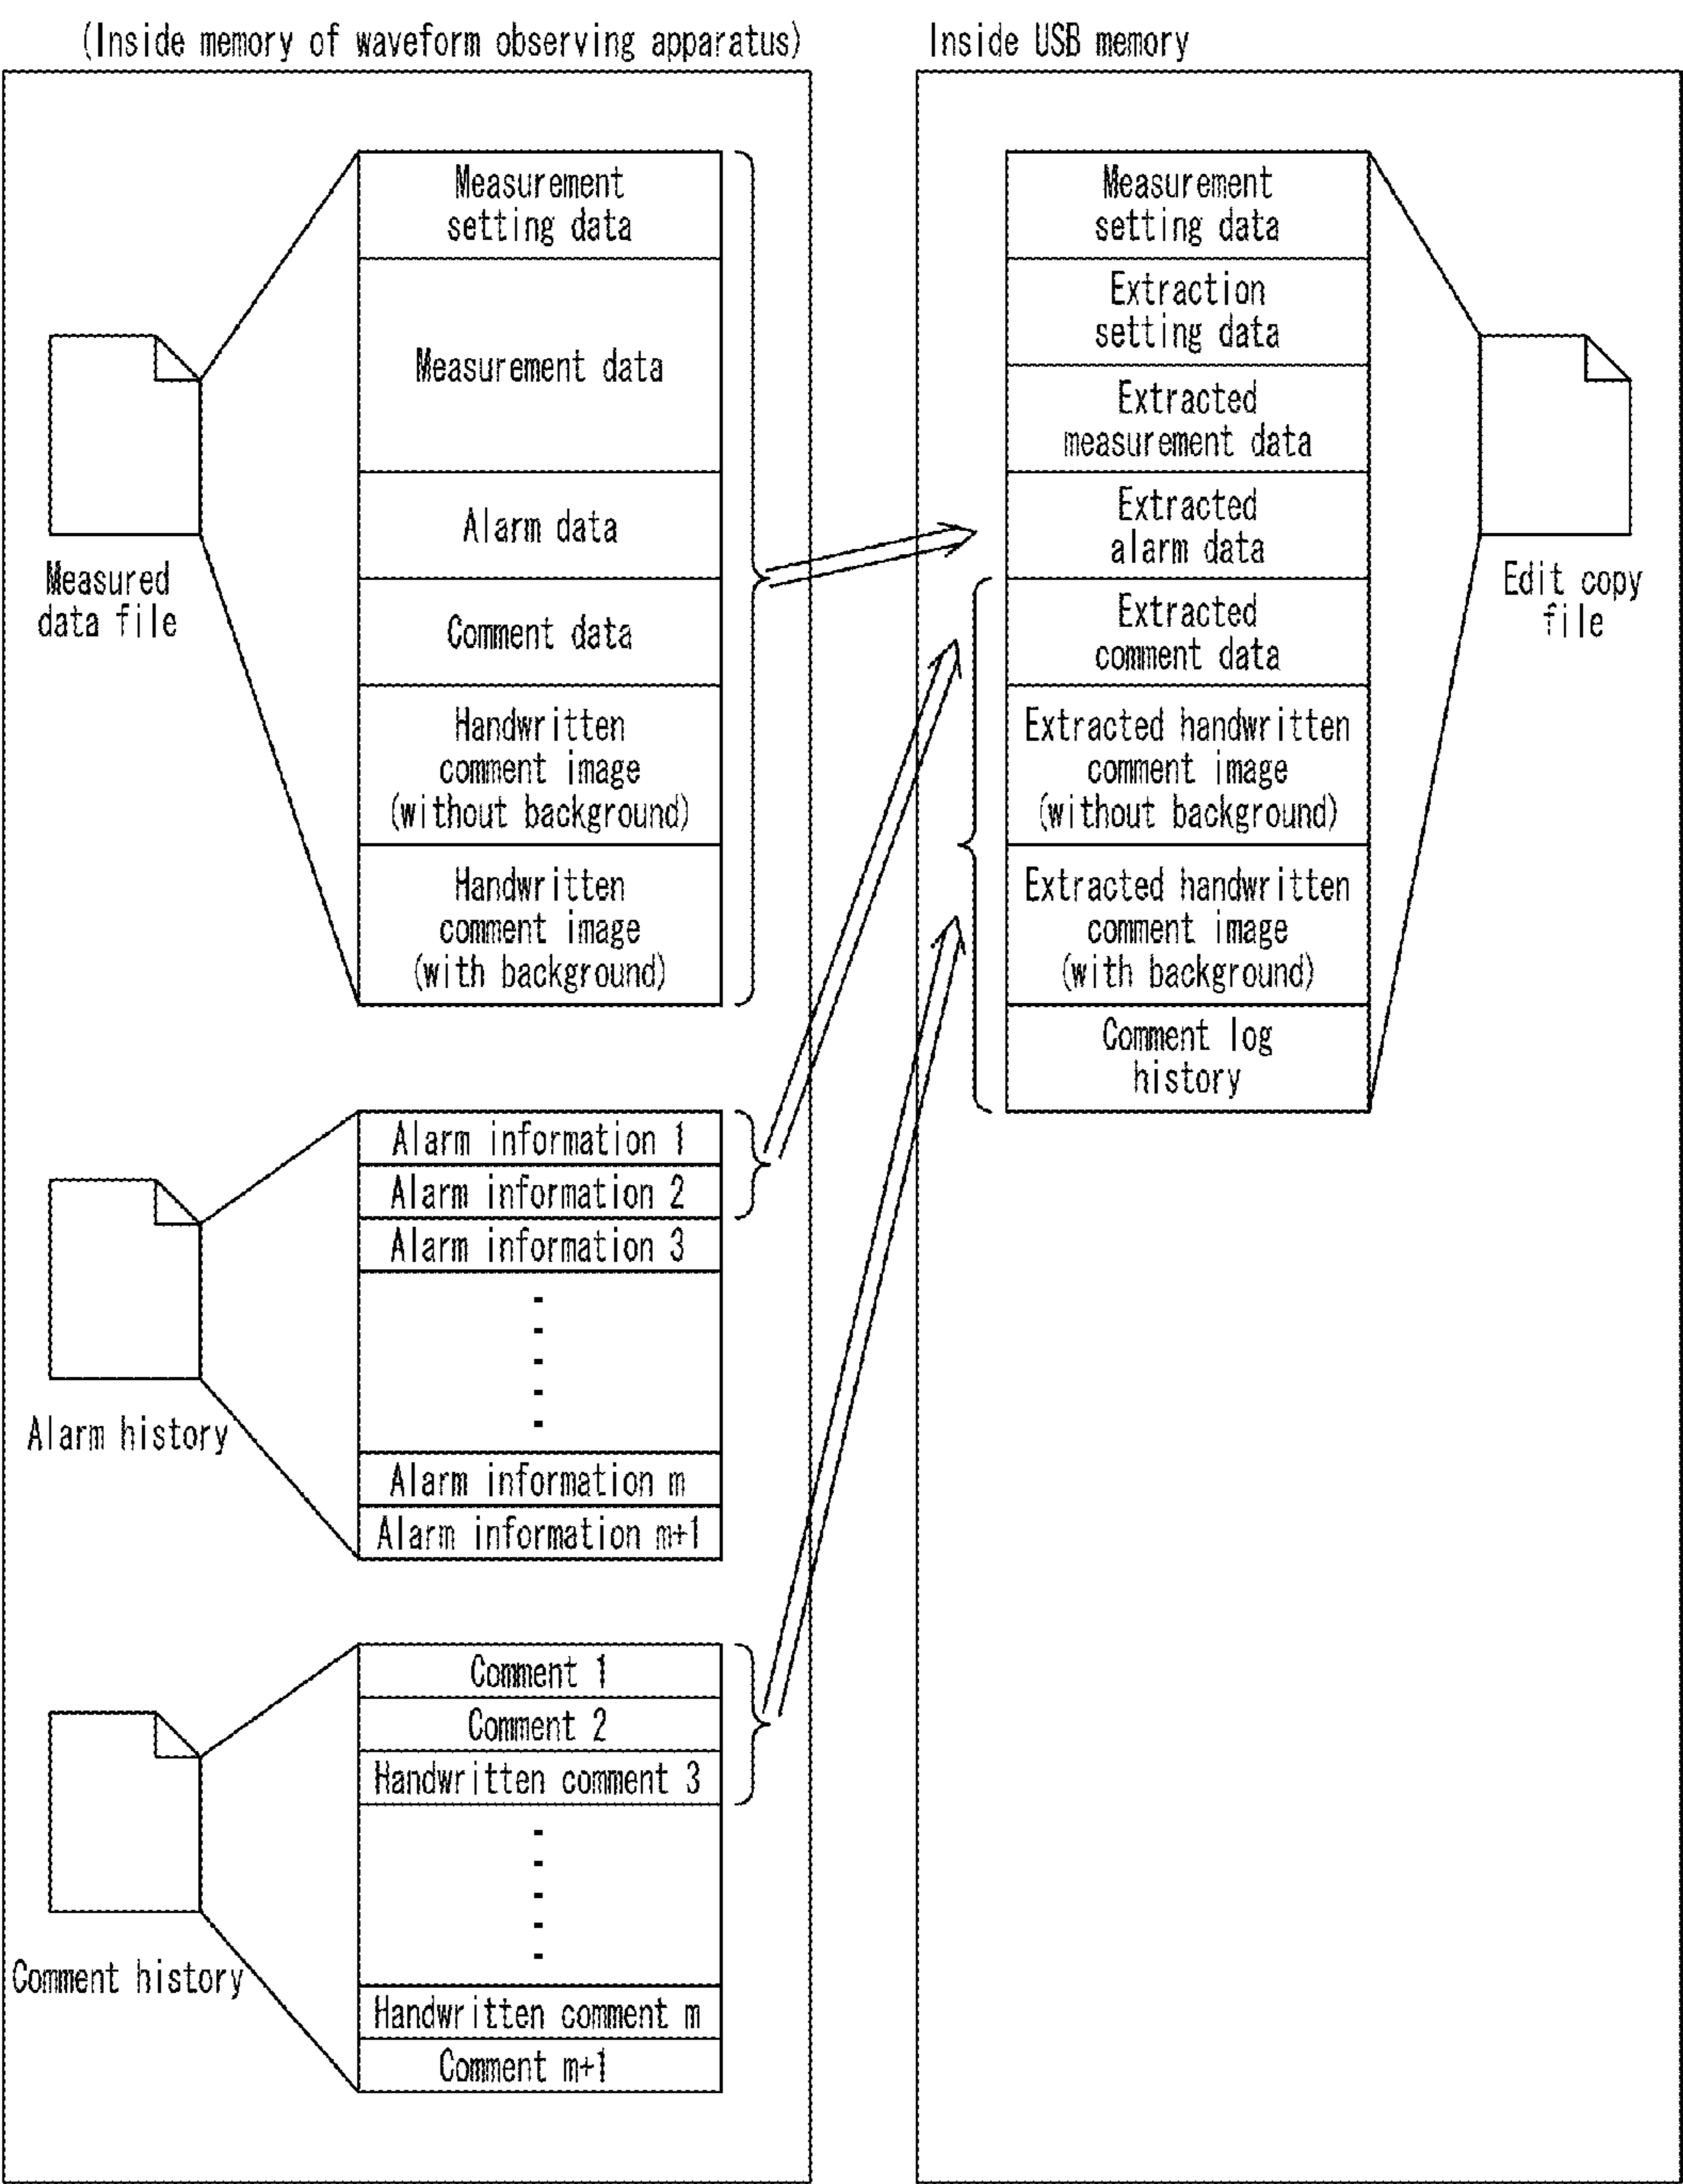 (Inside memory of waveform observing apparatus)
Measured
data file
Measurement
setting data
Measurement data
Alarm data
Comment data
Handwritten
comment image
(without background)
Handwritten
comment image
(with background)
Alarm history
Alarm information 1
Alarm information 2
Alarm information 3
Alarm information m
Alarm information m+1
Comment history
Comment 1
Comment 2
Handwritten comment 3
Handwritten comment m
Comment m+1
Inside USB memory
Measurement
setting data
Extraction
setting data
Extracted
measurement data
Extracted
alarm data
Extracted
comment data
Extracted handwritten
comment image
(without background)
Extracted handwritten
comment image
(with background)
Comment log
history
Edit copy
file